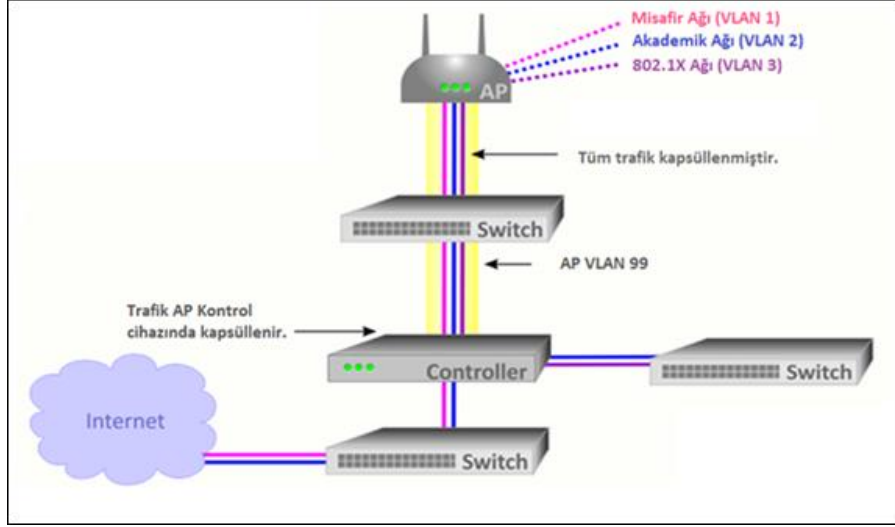 Misafir Ağı (VLAN 1)
Akademik Ağı (VLAN 2)
802.1X Ağı (VLAN 3)
AP
Tüm trafik kapsüllenmiştir.
Switch
AP VLAN 99
Trafik AP Kontrol
cihazında kapsüllenir.
Controller
Switch
Internet
Switch